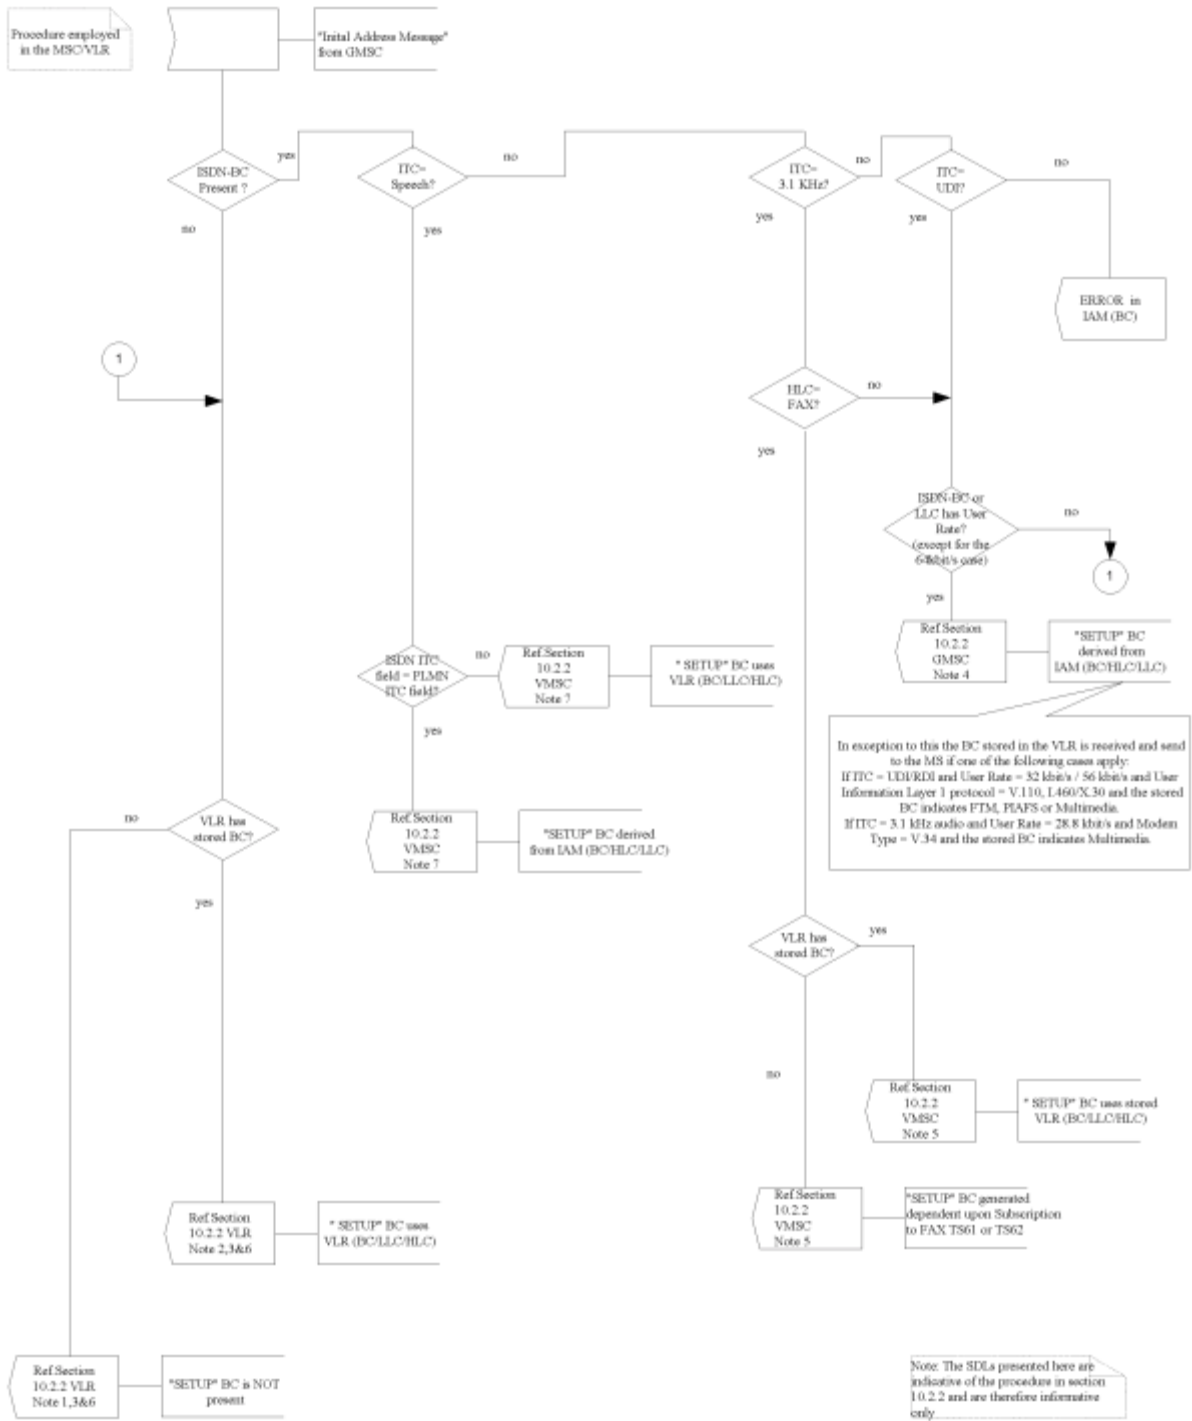 Procedure employed
in the MSC/VLR
"Inital Address Message"
from GMSC
ISDN-BC
Present ?
yes
no
ITC=
Speech?
no
yes
ITC=
3.1 KHz?
no
yes
ITC=
UDI?
no
yes
ERROR in
IAM (BC)
1
HLC=
FAX?
no
yes
ISDN-BC or
LLC has User
Rate?
(except for the
64kbit/s case)
no
1
yes
Ref.Section
10.2.2
GMSC
Note 4
"SETUP" BC
derived from
IAM (BC/HLC/LLC)
ISDN ITC
field = PLMN
ITC field?
no
Ref.Section
10.2.2
VMSC
Note 7
" SETUP" BC uses
VLR (BC/LLC/HLC)
yes
In exception to this the BC stored in the VLR is received and send
to the MS if one of the following cases apply:
If ITC = UDI/RDI and User Rate = 32 kbit/s / 56 kbit/s and User
Information Layer 1 protocol = V.110, I.460/X.30 and the stored
BC indicates FTM, PIAFS or Multimedia.
If ITC = 3.1 kHz audio and User Rate = 28.8 kbit/s and Modem
Type = V.34 and the stored BC indicates Multimedia.
Ref.Section
10.2.2
VMSC
Note 7
"SETUP" BC derived
from IAM (BC/HLC/LLC)
VLR has
stored BC?
no
yes
VLR has
stored BC?
yes
no
Ref.Section
10.2.2
VMSC
Note 5
" SETUP" BC uses stored
VLR (BC/LLC/HLC)
Ref.Section
10.2.2
VMSC
Note 5
"SETUP" BC generated
dependent upon Subscription
to FAX TS61 or TS62
Ref.Section
10.2.2 VLR
Note 2,3&6
" SETUP" BC uses
VLR (BC/LLC/HLC)
Ref.Section
10.2.2 VLR
Note 1,3&6
"SETUP" BC is NOT
present
Note: The SDLs presented here are
indicative of the procedure in section
10.2.2 and are therefore informative
only